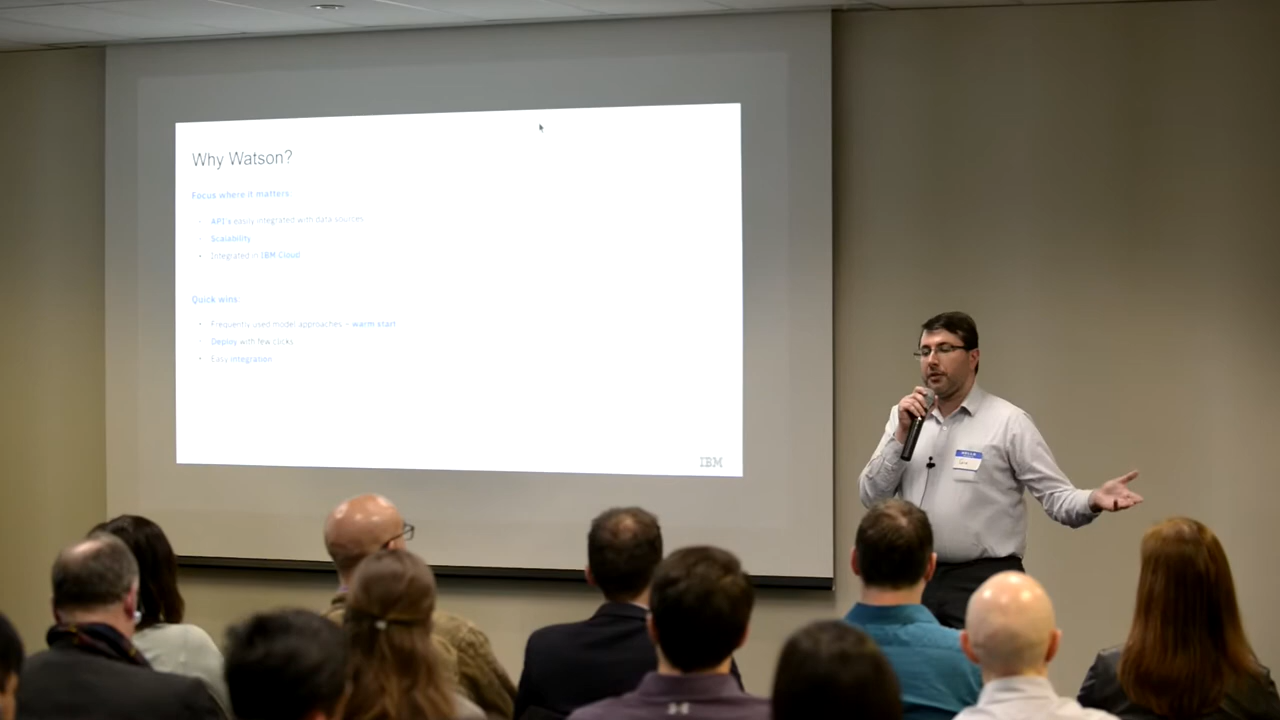 Why Watson?
Focus where it matters:
- API's easily integrated with data sources
- Scalability
• Integrated in IBM Cloud
Quick wins:
• Frequently used model approaches - warm start
• Deploy with few clicks
• Easy integration
IBM
HELLO